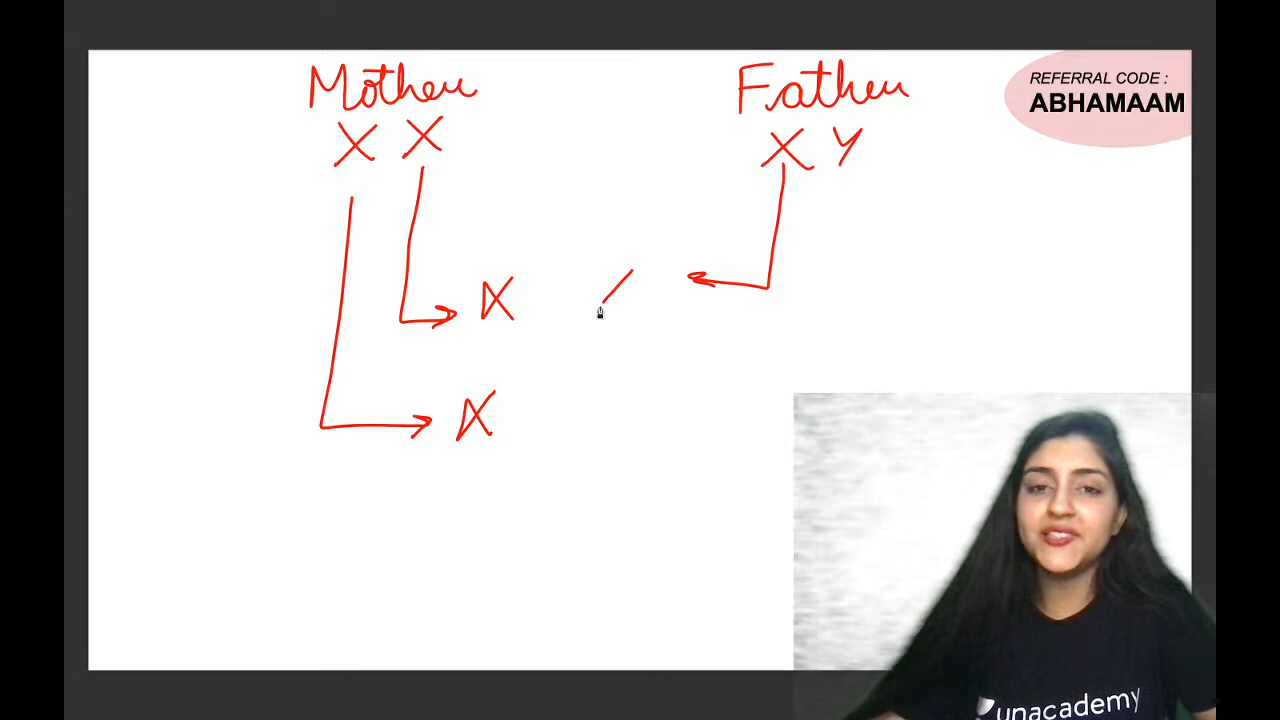 Mother
Father
REFERRAL CODE :
ABHAMAAM
X X
X Y
X
X
unacademy